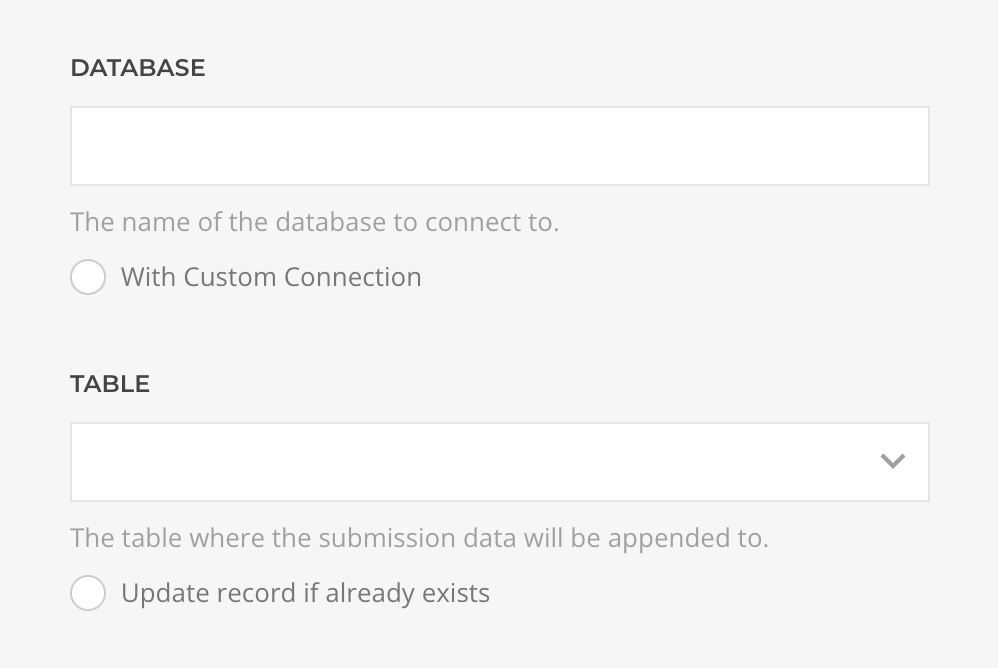 DATABASE
The name of the database to connect to.
With Custom Connection
TABLE
The table where the submission data will be appended to.
Update record if already exists